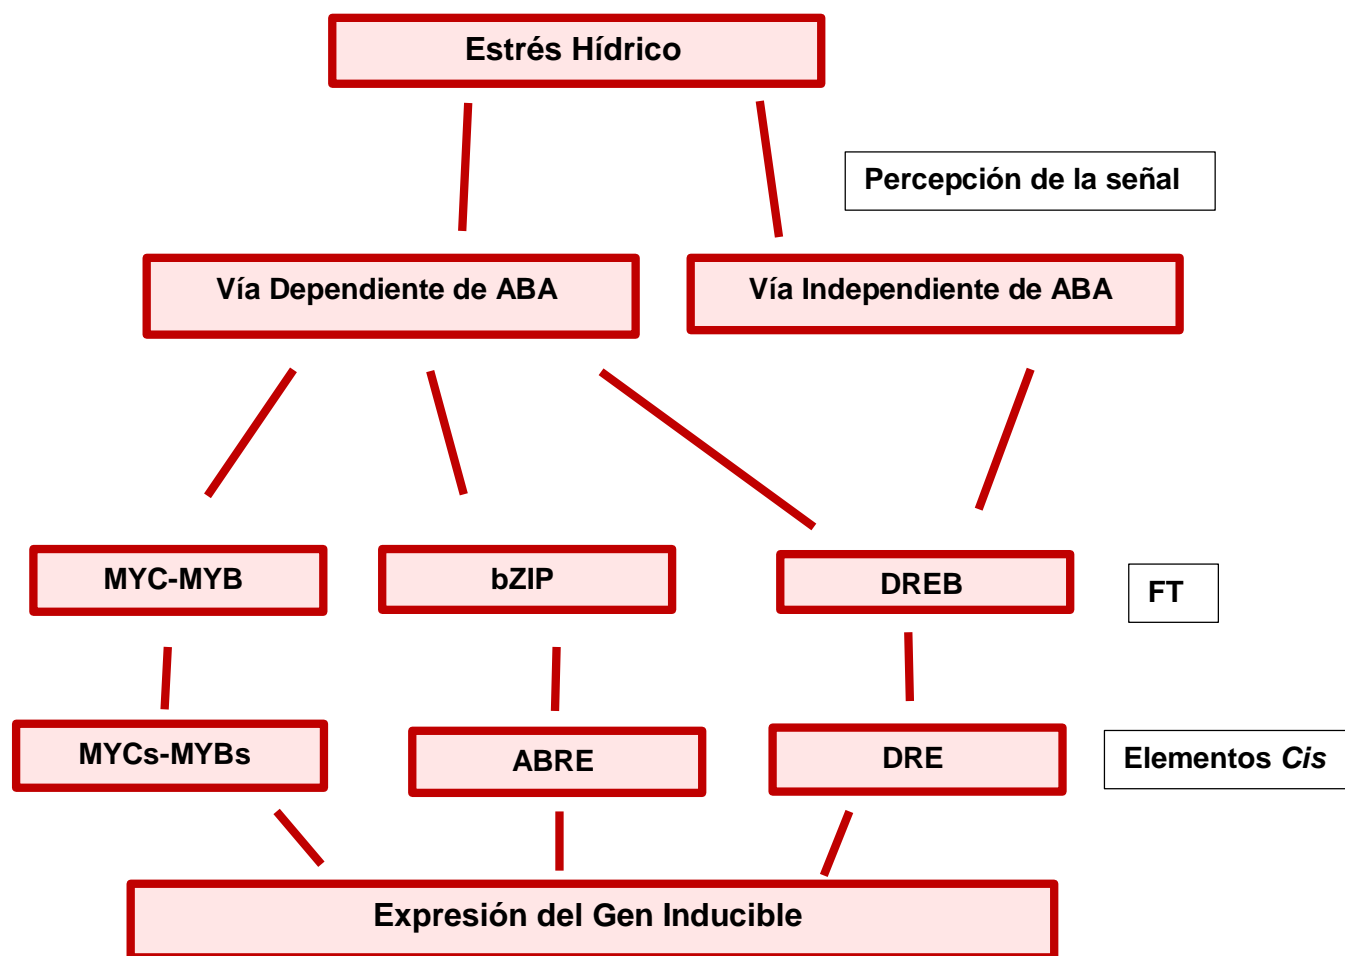 Estrés Hídrico
Percepción de la señal
Vía Dependiente de ABA
Vía Independiente de ABA
MYC-MYB
bZIP
DREB
FT
MYCs-MYBs
ABRE
DRE
Elementos Cis
Expresión del Gen Inducible